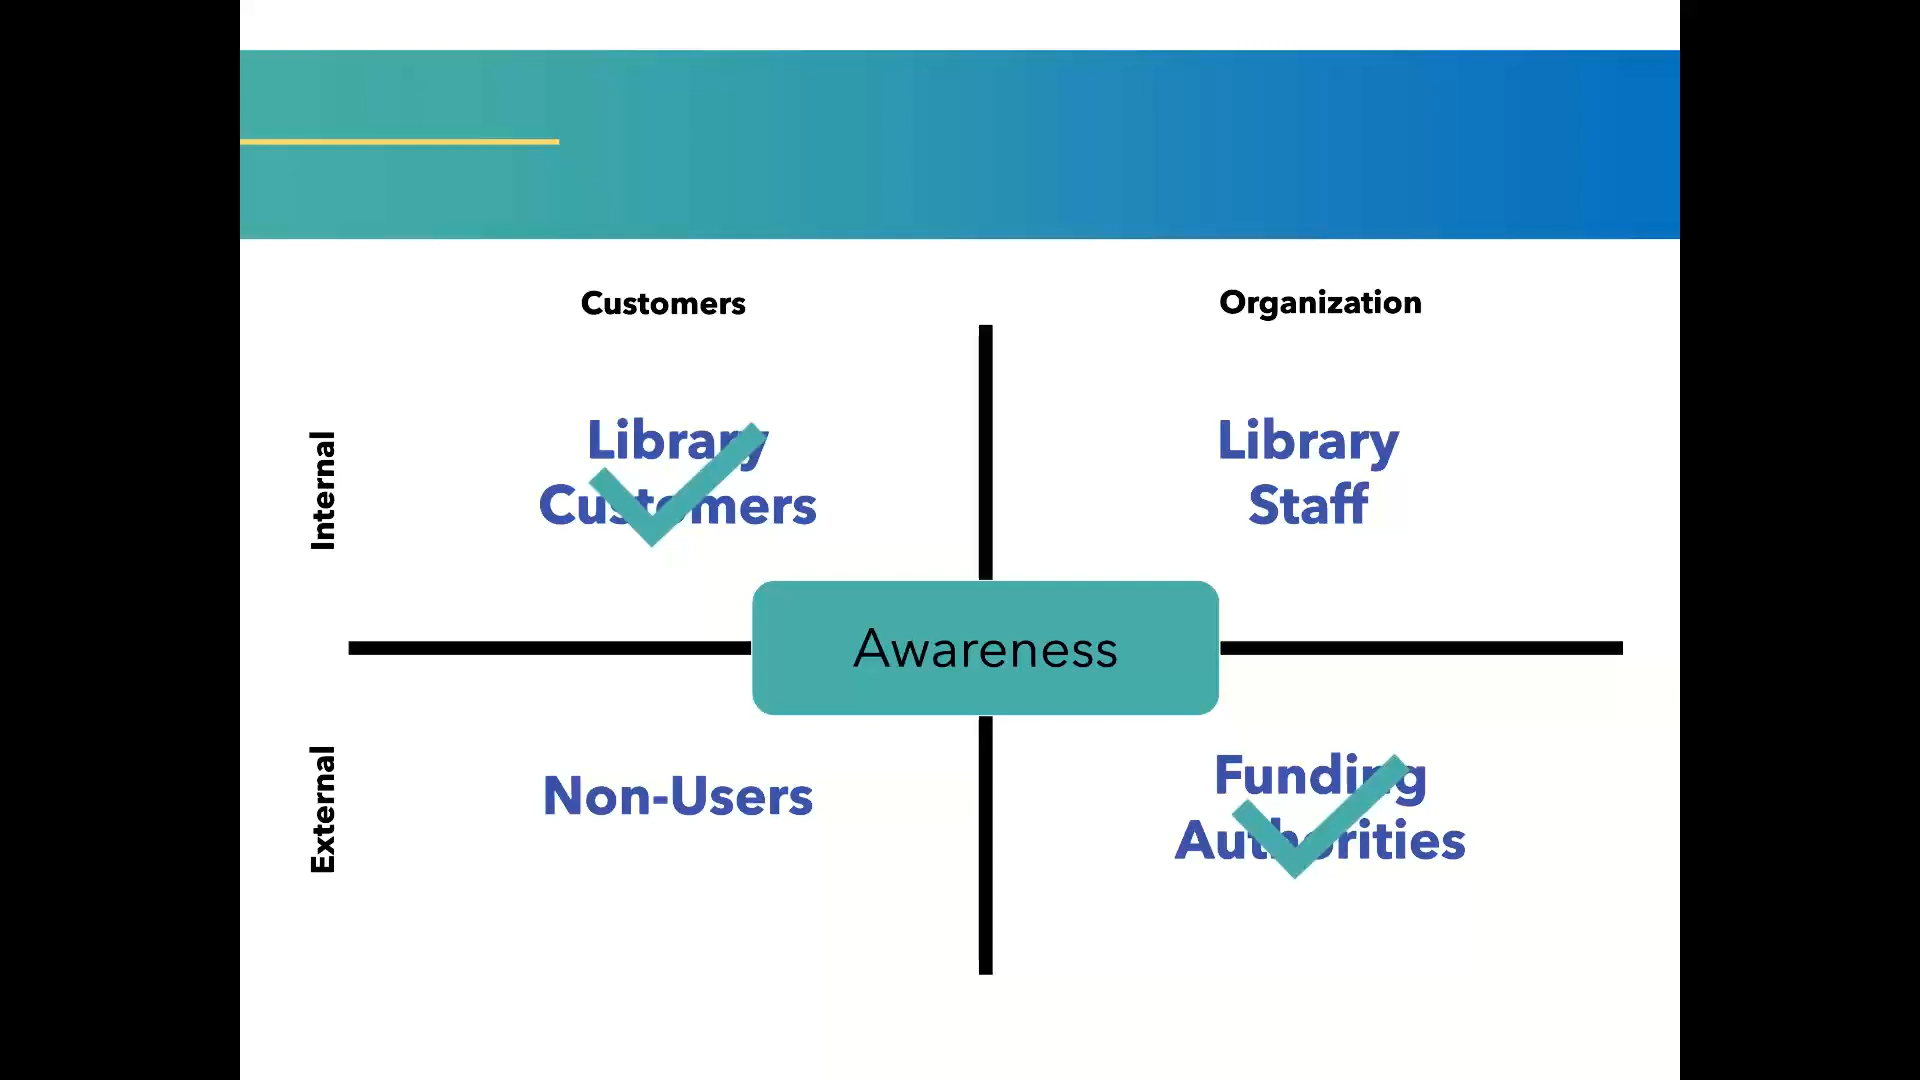 Customers
Organization
Internal
Library
Customers
Library
Staff
Awareness
External
Non-Users
Funding
Authorities